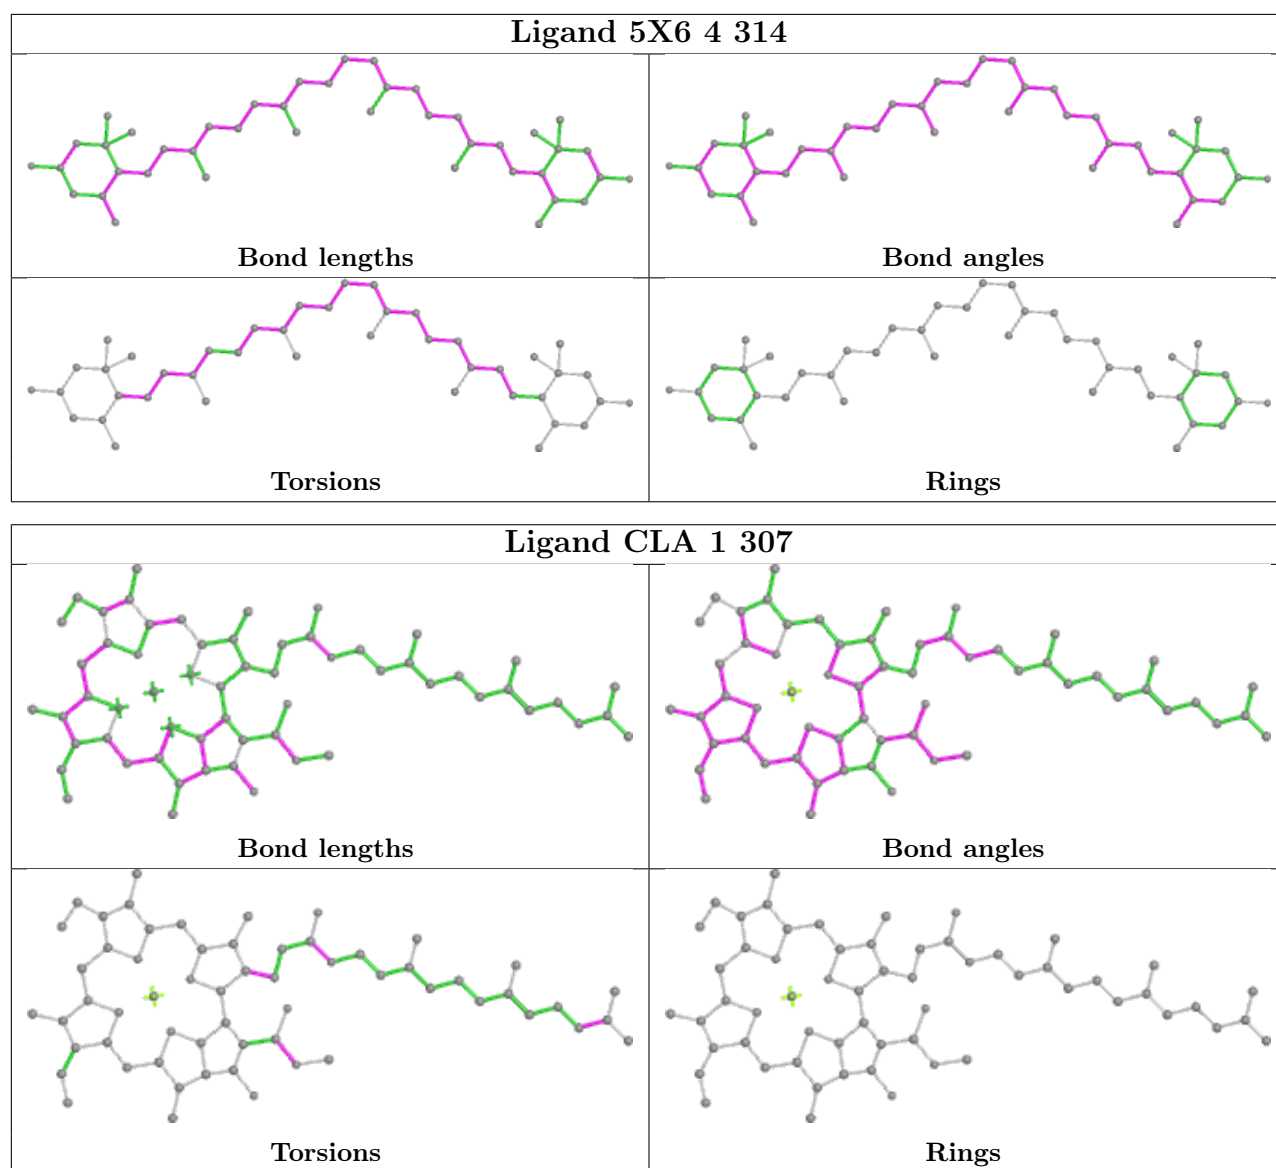 Ligand 5X6 4 314
Bond lengths
Bond angles
Torsions
Rings
Ligand CLA 1 307
Bond lengths
Bond angles
Torsions
Rings